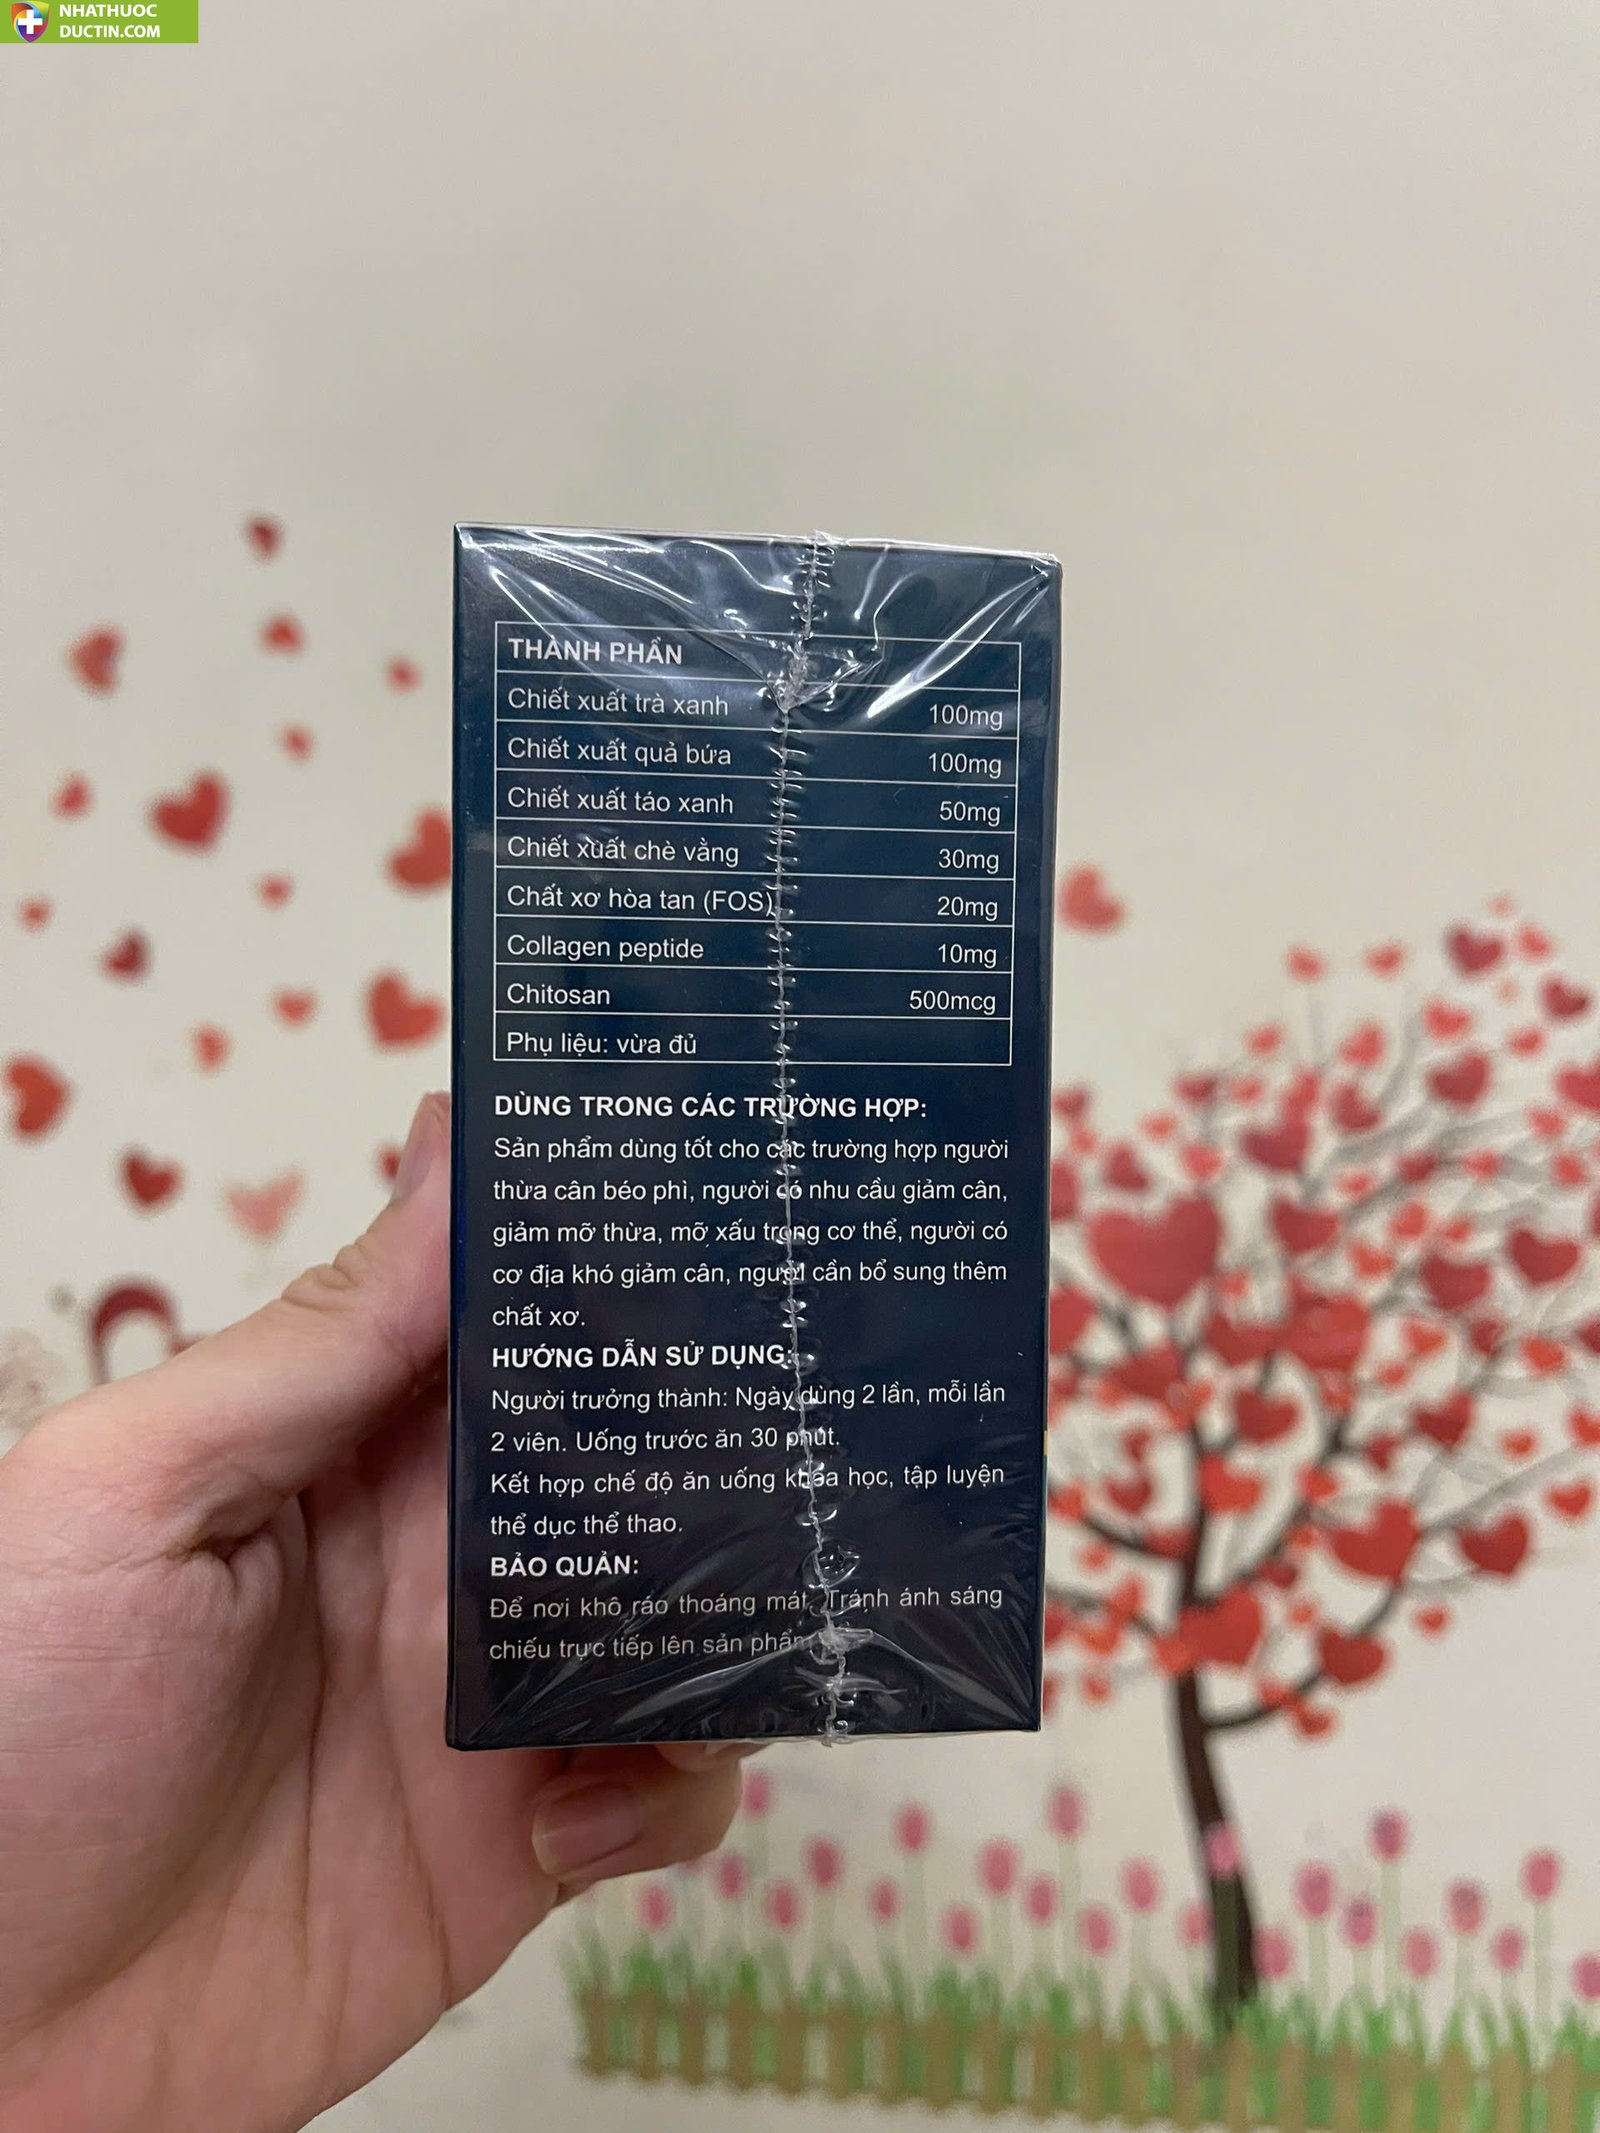 NHATHUOC
DUCTIN.COM
THÀNH PHẦN
Chiết xuất trà xanh 100mg
Chiết xuất quả bứa 100mg
Chiết xuất táo xanh 50mg
Chiết xuất chè vằng 30mg
Chất xơ hòa tan (FOS) 20mg
Collagen peptide 10mg
Chitosan 500mcg
Phụ liệu: vừa đủ
DÙNG TRONG CÁC TRƯỜNG HỢP:
Sản phẩm dùng tốt cho các trường hợp người
thừa cân béo phì, người có nhu cầu giảm cân,
giảm mỡ thừa, mỡ xấu trong cơ thể, người có
cơ địa khó giảm cân, người cần bổ sung thêm
chất xơ.
HƯỚNG DẪN SỬ DỤNG:
Người trưởng thành: Ngày dùng 2 lần, mỗi lần
2 viên. Uống trước ăn 30 phút.
Kết hợp chế độ ăn uống khoa học, tập luyện
thể dục thể thao.
BẢO QUẢN:
Để nơi khô ráo thoáng mát. Tránh ánh sáng
chiếu trực tiếp lên sản phẩm